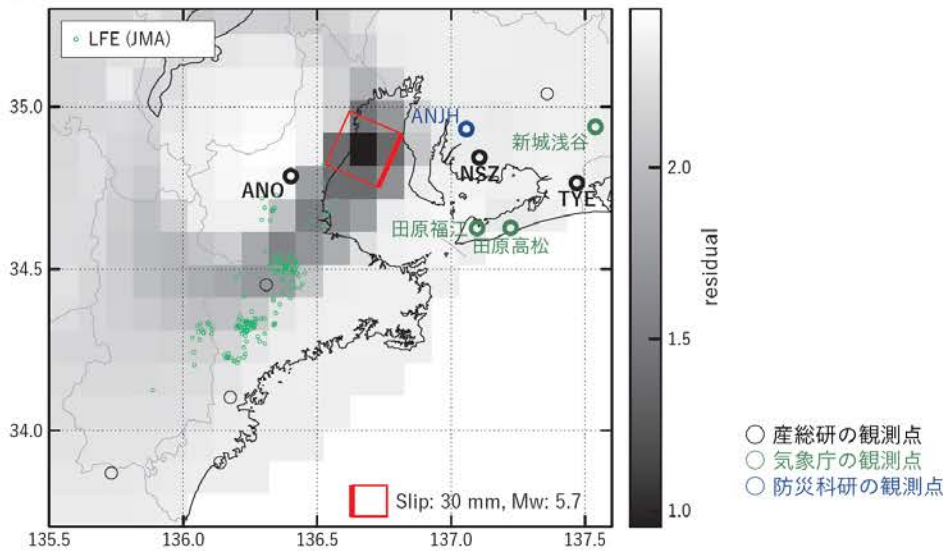 LFE (JMA)
35.0
ANJH
新城浅谷
ANO
NSZ
TYE
2.0
田原福江
田原高松
34.5
residual
1.5
34.0
○ 産総研の観測点
○ 気象庁の観測点
○ 防災科研の観測点
Slip: 30 mm, Mw: 5.7
1.0
135.5 136.0 136.5 137.0 137.5